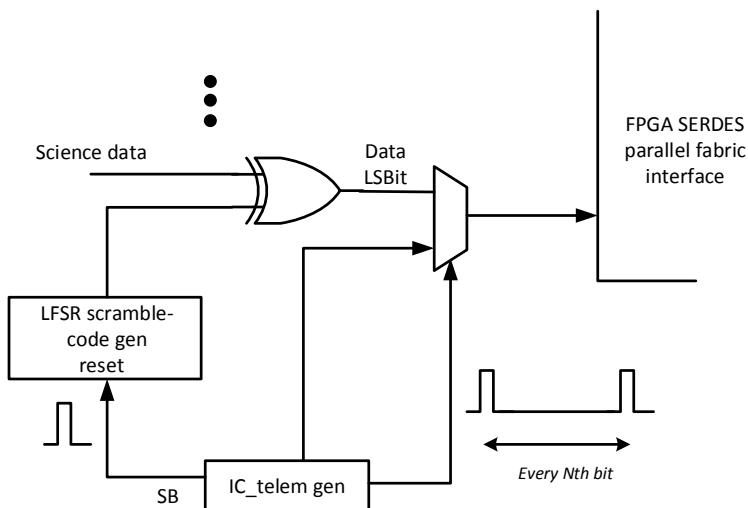 FPGA SERDES
parallel fabric
interface
Science data
Data
LSBit
LFSR scramble-
code gen
reset
Every Nth bit
SB
IC_telem gen